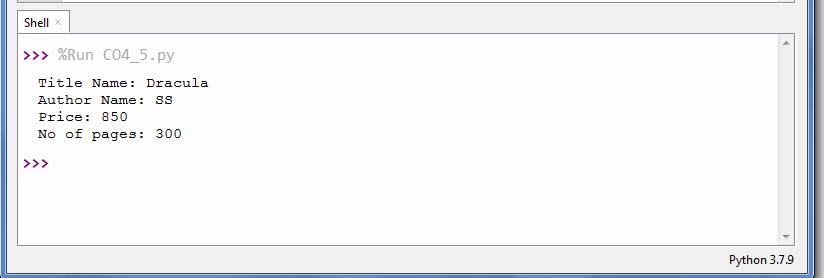 Shell ×
>>> %Run CO4_5.py
Title Name: Dracula
Author Name: SS
Price: 850
No of pages: 300
>>>
Python 3.7.9